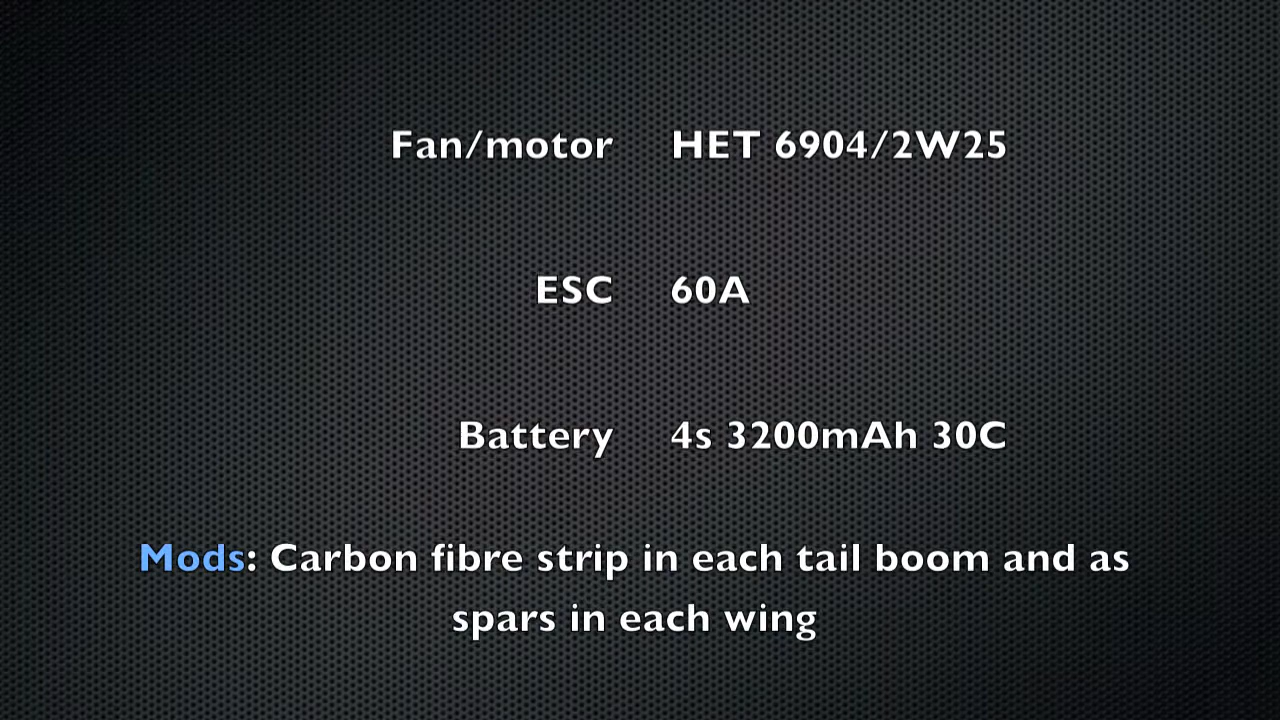 Fan/motor HET 6904/2W25
ESC 60A
Battery 4s 3200mAh 30C
Mods: Carbon fibre strip in each tail boom and as
spars in each wing